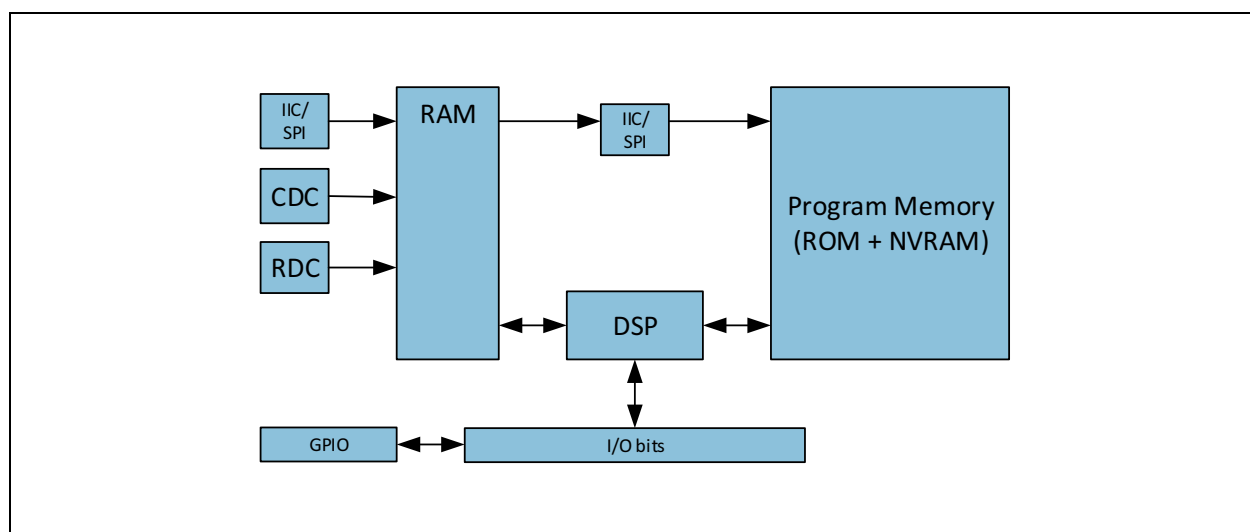 IIC/
SPI
RAM
IIC/
SPI
CDC
RDC
Program Memory
(ROM + NVRAM)
DSP
GPIO
I/O bits